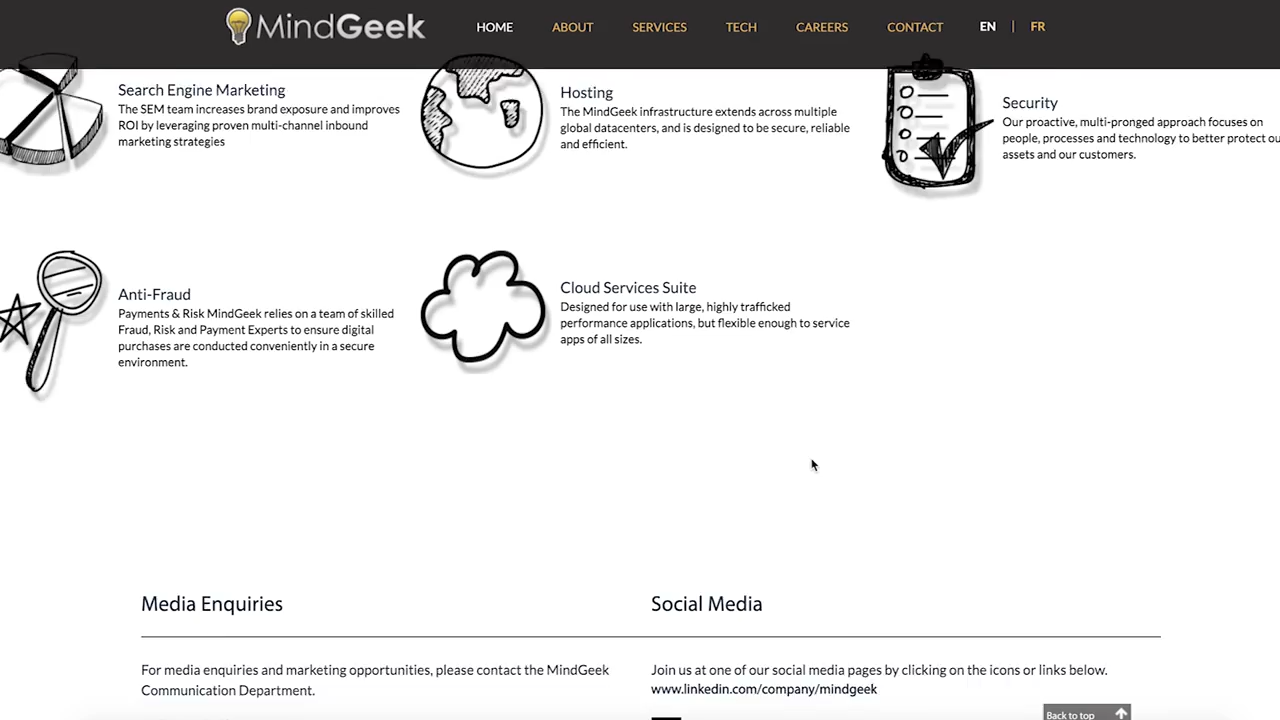 MindGeek HOME ABOUT SERVICES TECH CAREERS CONTACT EN | FR
Search Engine Marketing
The SEM team increases brand exposure and improves
ROI by leveraging proven multi-channel inbound
marketing strategies
Hosting
The MindGeek infrastructure extends across multiple
global datacenters, and is designed to be secure, reliable
and efficient.
Security
Our proactive, multi-pronged approach focuses on
people, processes and technology to better protect ou
assets and our customers.
Anti-Fraud
Payments & Risk MindGeek relies on a team of skilled
Fraud, Risk and Payment Experts to ensure digital
purchases are conducted conveniently in a secure
environment.
Cloud Services Suite
Designed for use with large, highly trafficked
performance applications, but flexible enough to service
apps of all sizes.
Media Enquiries
For media enquiries and marketing opportunities, please contact the MindGeek
Communication Department.
Social Media
Join us at one of our social media pages by clicking on the icons or links below.
www.linkedin.com/company/mindgeek
Back to top